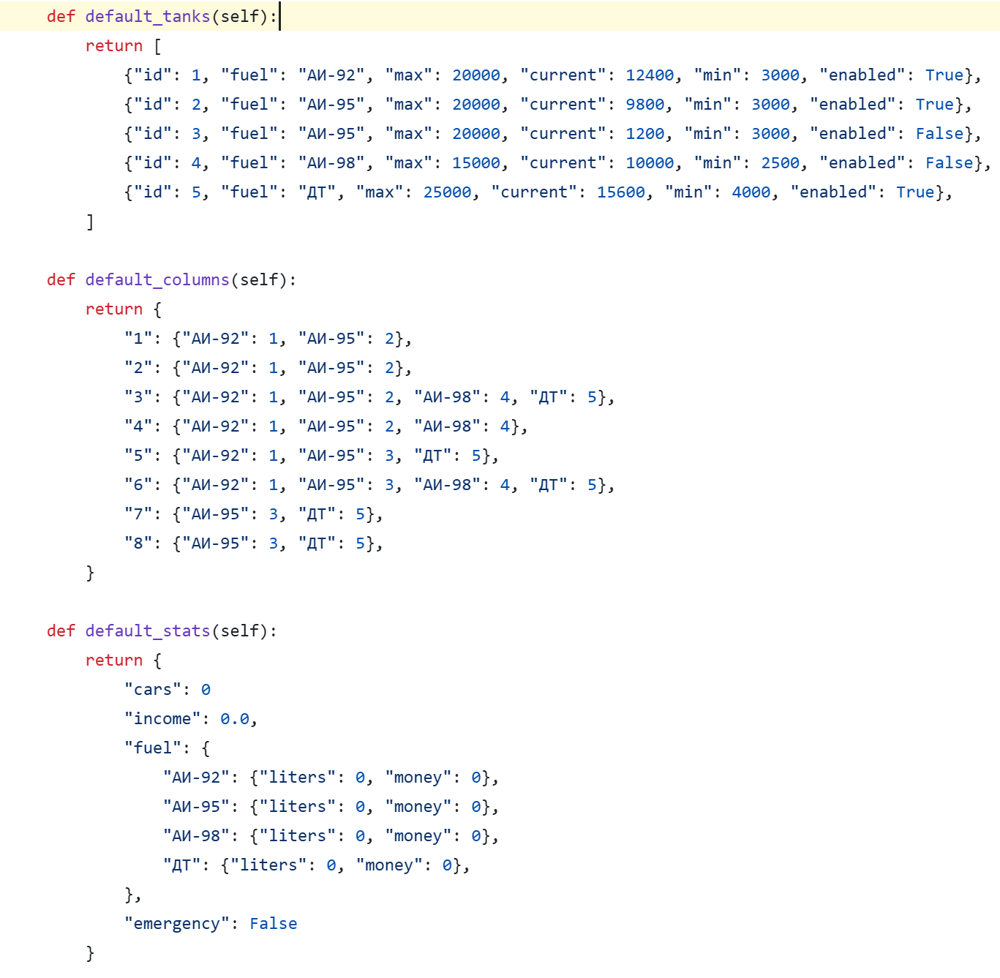 def default_tanks(self):
return [
{"id": 1, "fuel": "АИ-92", "max": 20000, "current": 12400, "min": 3000, "enabled": True},
{"id": 2, "fuel": "АИ-95", "max": 20000, "current": 9800, "min": 3000, "enabled": True},
{"id": 3, "fuel": "АИ-95", "max": 20000, "current": 1200, "min": 3000, "enabled": False},
{"id": 4, "fuel": "АИ-98", "max": 15000, "current": 10000, "min": 2500, "enabled": False},
{"id": 5, "fuel": "ДТ", "max": 25000, "current": 15600, "min": 4000, "enabled": True},
]
def default_columns(self):
return {
"1": {"АИ-92": 1, "АИ-95": 2},
"2": {"АИ-92": 1, "АИ-95": 2},
"3": {"АИ-92": 1, "АИ-95": 2, "АИ-98": 4, "ДТ": 5},
"4": {"АИ-92": 1, "АИ-95": 2, "АИ-98": 4},
"5": {"АИ-92": 1, "АИ-95": 3, "ДТ": 5},
"6": {"АИ-92": 1, "АИ-95": 3, "АИ-98": 4, "ДТ": 5},
"7": {"АИ-95": 3, "ДТ": 5},
"8": {"АИ-95": 3, "ДТ": 5},
}
def default_stats(self):
return {
"cars": 0
"income": 0.0,
"fuel": {
"АИ-92": {"liters": 0, "money": 0},
"АИ-95": {"liters": 0, "money": 0},
"АИ-98": {"liters": 0, "money": 0},
"ДТ": {"liters": 0, "money": 0},
},
"emergency": False
}